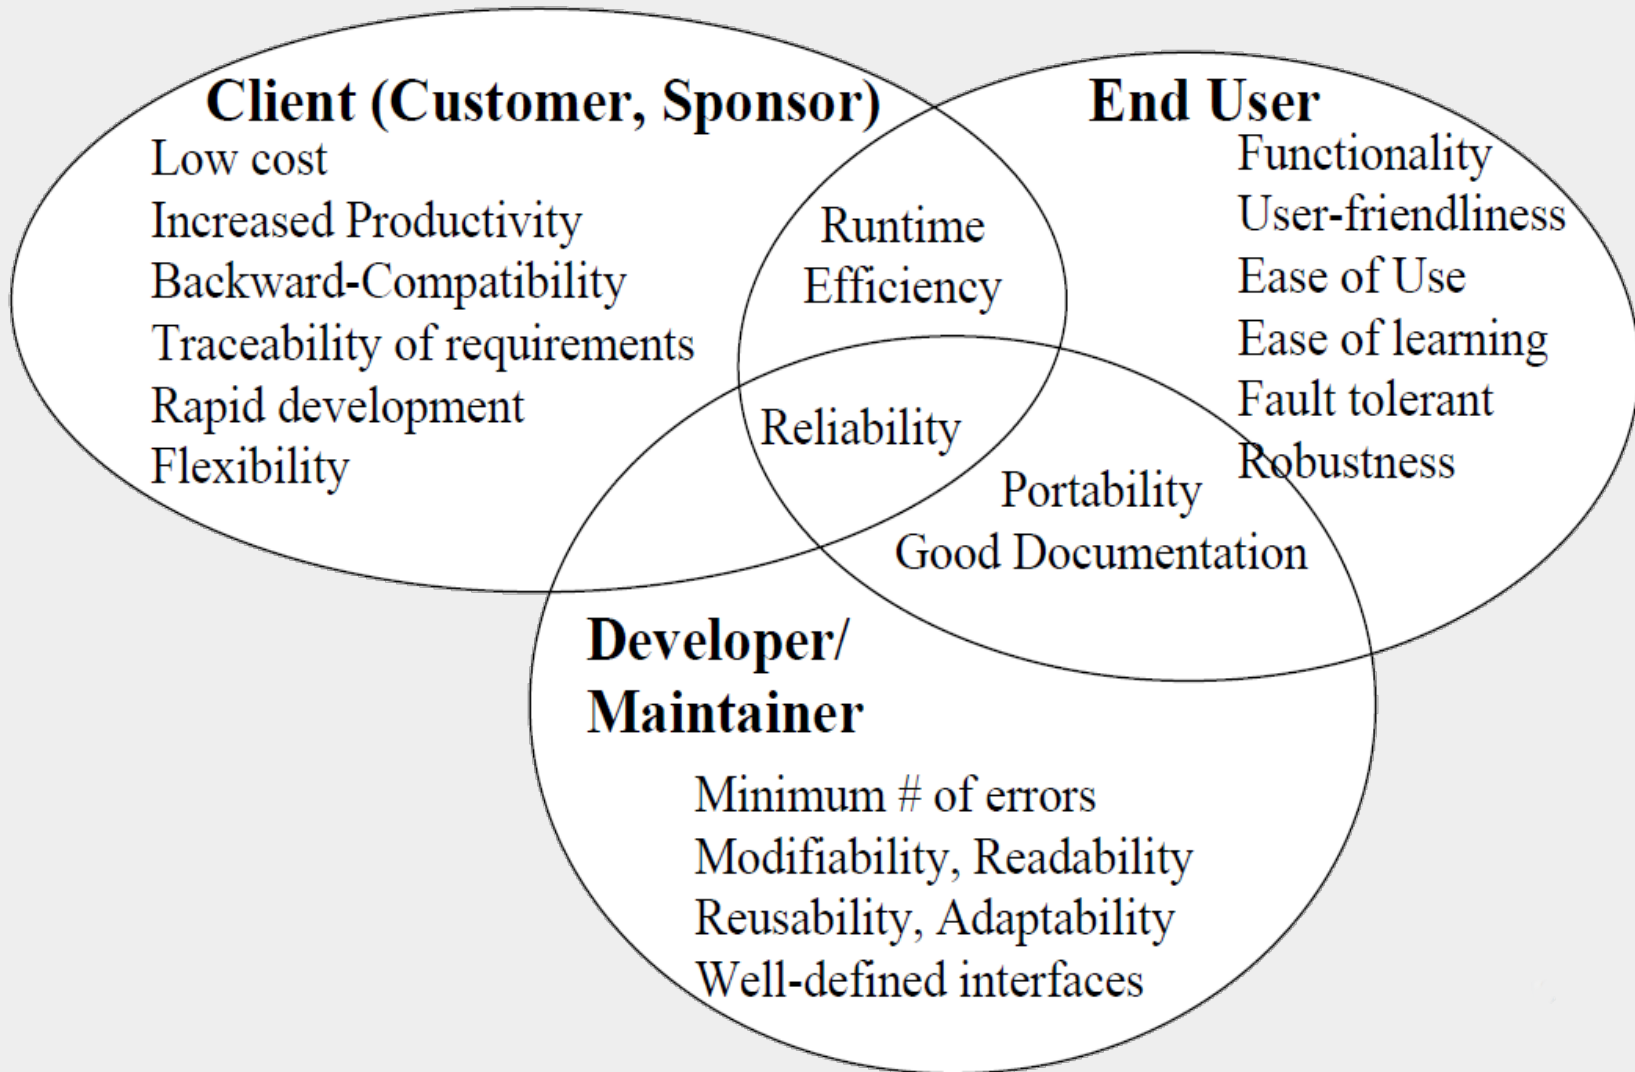 Client (Customer, Sponsor)
Low cost
Increased Productivity
Backward-Compatibility
Traceability of requirements
Rapid development
Flexibility
Runtime
Efficiency
End User
Functionality
User-friendliness
Ease of Use
Ease of learning
Fault tolerant
Robustness
Reliability
Portability
Good Documentation
Developer/
Maintainer
Minimum # of errors
Modifiability, Readability
Reusability, Adaptability
Well-defined interfaces